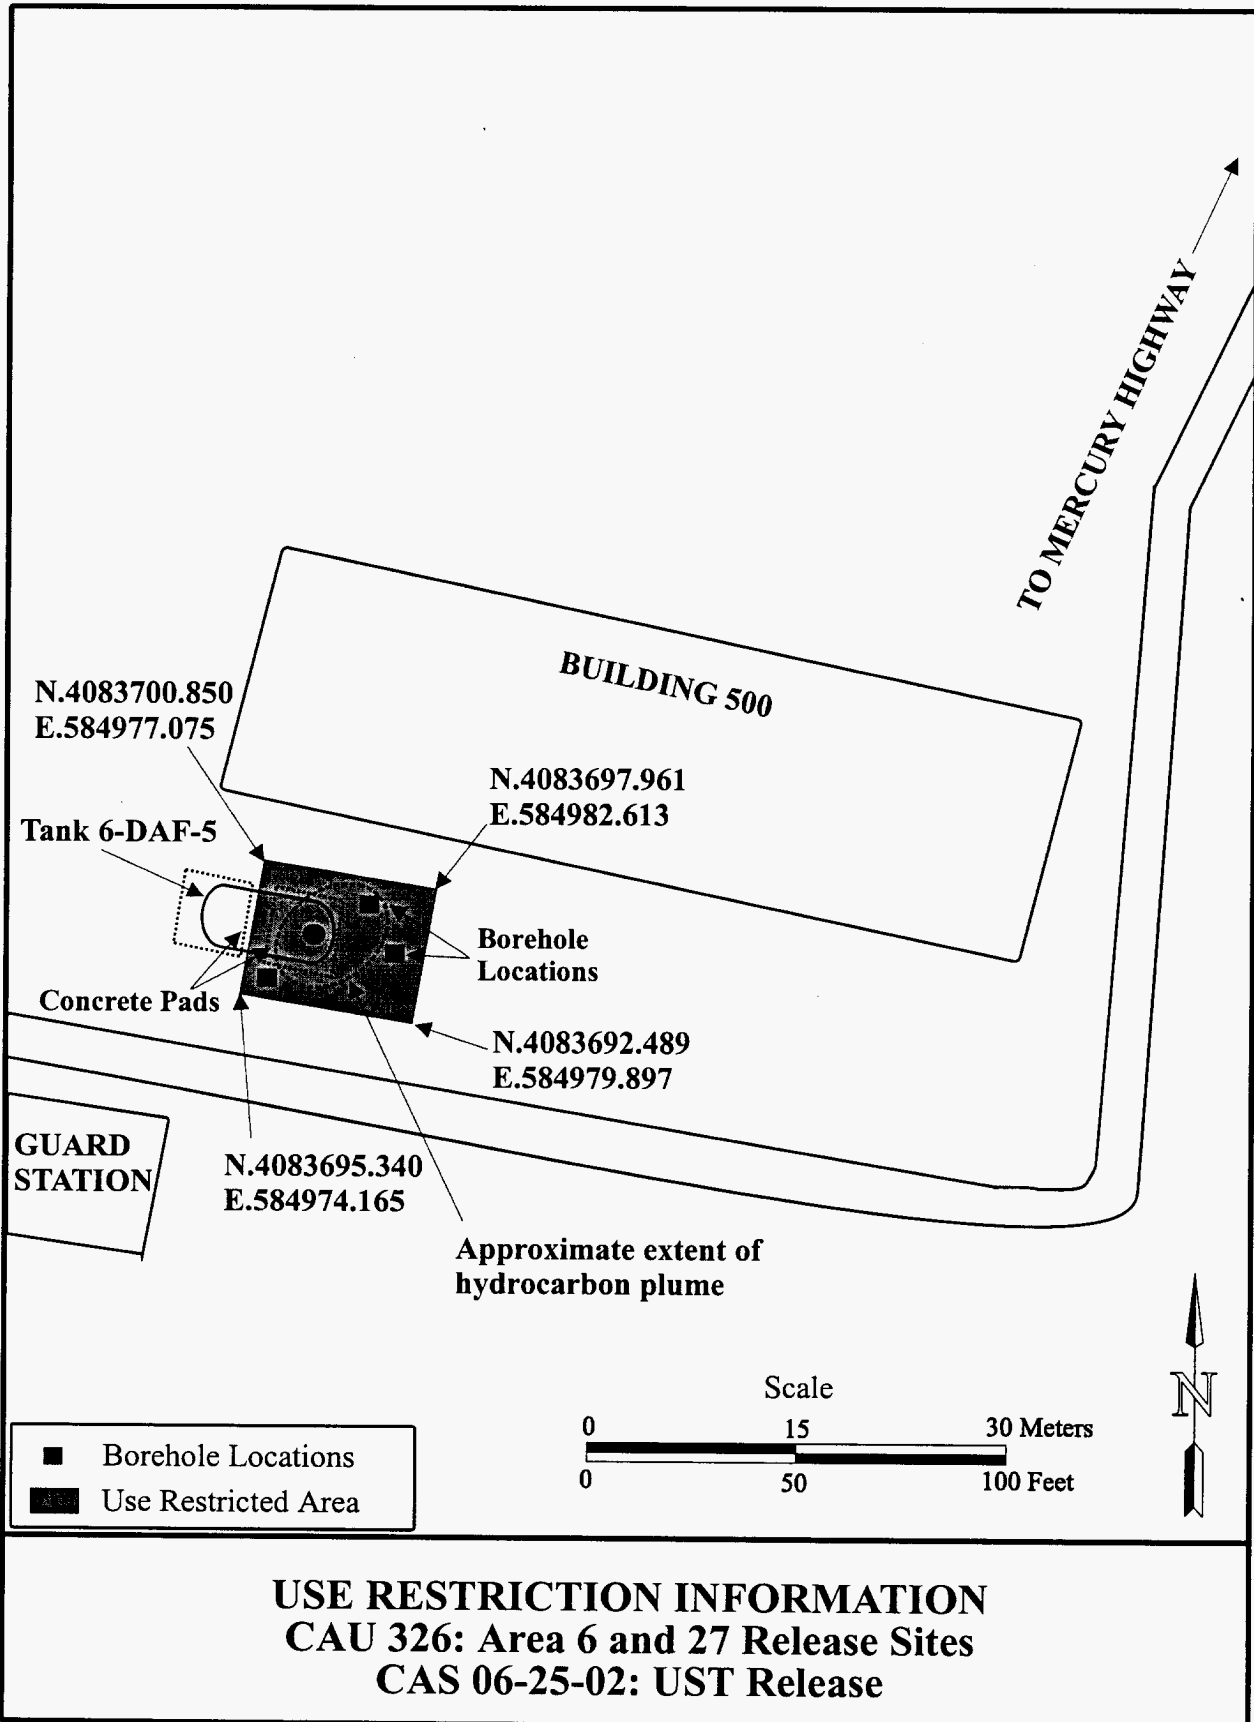 TO MERCURY HIGHWAY
BUILDING 500
N.4083700.850
E.584977.075
N.4083697.961
E.584982.613
Tank 6-DAF-5
Borehole
Locations
Concrete Pads
N.4083692.489
E.584979.897
GUARD
STATION
N.4083695.340
E.584974.165
Approximate extent of
hydrocarbon plume
Scale
0 15 30 Meters
0 50 100 Feet
N
Borehole Locations
Use Restricted Area
USE RESTRICTION INFORMATION
CAU 326: Area 6 and 27 Release Sites
CAS 06-25-02: UST Release